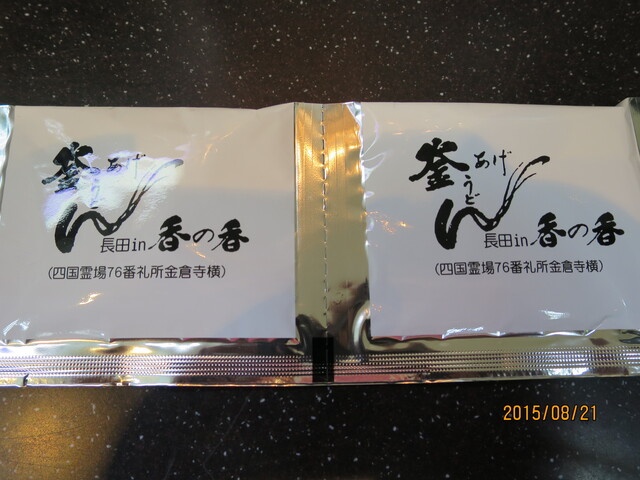 釜あげ
うどん
長田in香の香
(四国霊場76番礼所金倉寺横)
釜あげ
うどん
長田in香の香
(四国霊場76番礼所金倉寺横)
2015/08/21